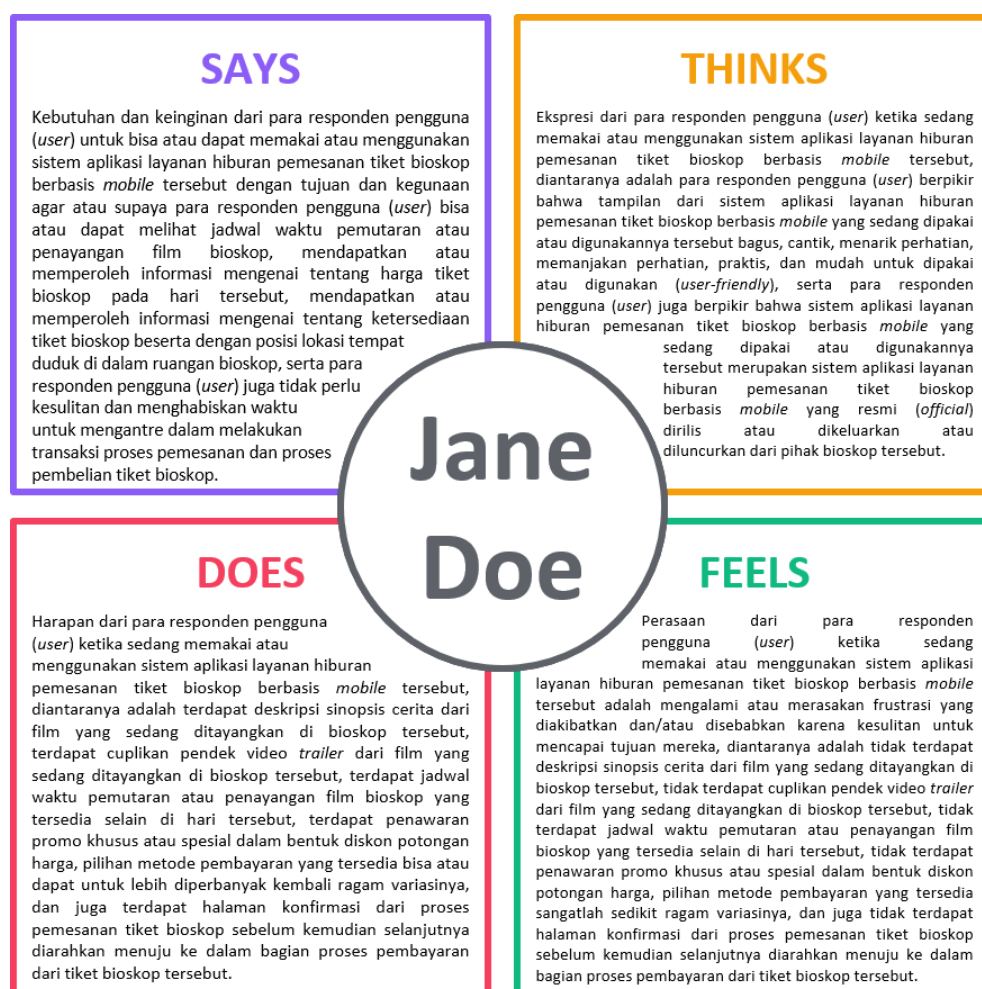 SAYS
Kebutuhan dan keinginan dari para responden pengguna
(user) untuk bisa atau dapat memakai atau menggunakan
sistem aplikasi layanan hiburan pemesanan tiket bioskop
berbasis mobile tersebut dengan tujuan dan kegunaan
agar atau supaya para responden pengguna (user) bisa
atau dapat melihat jadwal waktu pemutaran atau
penayangan film bioskop, mendapatkan atau
memperoleh informasi mengenai tentang harga tiket
bioskop pada hari tersebut, mendapatkan atau
memperoleh informasi mengenai tentang ketersediaan
tiket bioskop beserta dengan posisi lokasi tempat
duduk di dalam ruangan bioskop, serta para
responden pengguna (user) juga tidak perlu
kesulitan dan menghabiskan waktu
untuk mengantre dalam melakukan
transaksi proses pemesanan dan proses
pembelian tiket bioskop.
THINKS
Ekspresi dari para responden pengguna (user) ketika sedang
memakai atau menggunakan sistem aplikasi layanan hiburan
pemesanan tiket bioskop berbasis mobile tersebut,
diantaranya adalah para responden pengguna (user) berpikir
bahwa tampilan dari sistem aplikasi layanan hiburan
pemesanan tiket bioskop berbasis mobile yang sedang dipakai
atau digunakannya tersebut bagus, cantik, menarik perhatian,
memanjakan perhatian, praktis, dan mudah untuk dipakai
atau digunakan (user-friendly), serta para responden
pengguna (user) juga berpikir bahwa sistem aplikasi layanan
hiburan pemesanan tiket bioskop berbasis mobile yang
sedang dipakai atau digunakannya
tersebut merupakan sistem aplikasi layanan
hiburan pemesanan tiket bioskop
berbasis mobile yang resmi (official)
dirilis atau dikeluarkan atau
diluncurkan dari pihak bioskop tersebut.
Jane
Doe
DOES
Harapan dari para responden pengguna
(user) ketika sedang memakai atau
menggunakan sistem aplikasi layanan hiburan
pemesanan tiket bioskop berbasis mobile tersebut,
diantaranya adalah terdapat deskripsi sinopsis cerita dari
film yang sedang ditayangkan di bioskop tersebut,
terdapat cuplikan pendek video trailer dari film yang
sedang ditayangkan di bioskop tersebut, terdapat jadwal
waktu pemutaran atau penayangan film bioskop yang
tersedia selain di hari tersebut, terdapat penawaran
promo khusus atau spesial dalam bentuk diskon potongan
harga, pilihan metode pembayaran yang tersedia bisa atau
dapat untuk lebih diperbanyak kembali ragam variasinya,
dan juga terdapat halaman konfirmasi dari proses
pemesanan tiket bioskop sebelum kemudian selanjutnya
diarahkan menuju ke dalam bagian proses pembayaran
dari tiket bioskop tersebut.
FEELS
Perasaan dari para responden
pengguna (user) ketika sedang
memakai atau menggunakan sistem aplikasi
layanan hiburan pemesanan tiket bioskop berbasis mobile
tersebut adalah mengalami atau merasakan frustrasi yang
diakibatkan dan/atau disebabkan karena kesulitan untuk
mencapai tujuan mereka, diantaranya adalah tidak terdapat
deskripsi sinopsis cerita dari film yang sedang ditayangkan di
bioskop tersebut, tidak terdapat cuplikan pendek video trailer
dari film yang sedang ditayangkan di bioskop tersebut, tidak
terdapat jadwal waktu pemutaran atau penayangan film
bioskop yang tersedia selain di hari tersebut, tidak terdapat
penawaran promo khusus atau spesial dalam bentuk diskon
potongan harga, pilihan metode pembayaran yang tersedia
sangatlah sedikit ragam variasinya, dan juga tidak terdapat
halaman konfirmasi dari proses pemesanan tiket bioskop
sebelum kemudian selanjutnya diarahkan menuju ke dalam
bagian proses pembayaran dari tiket bioskop tersebut.